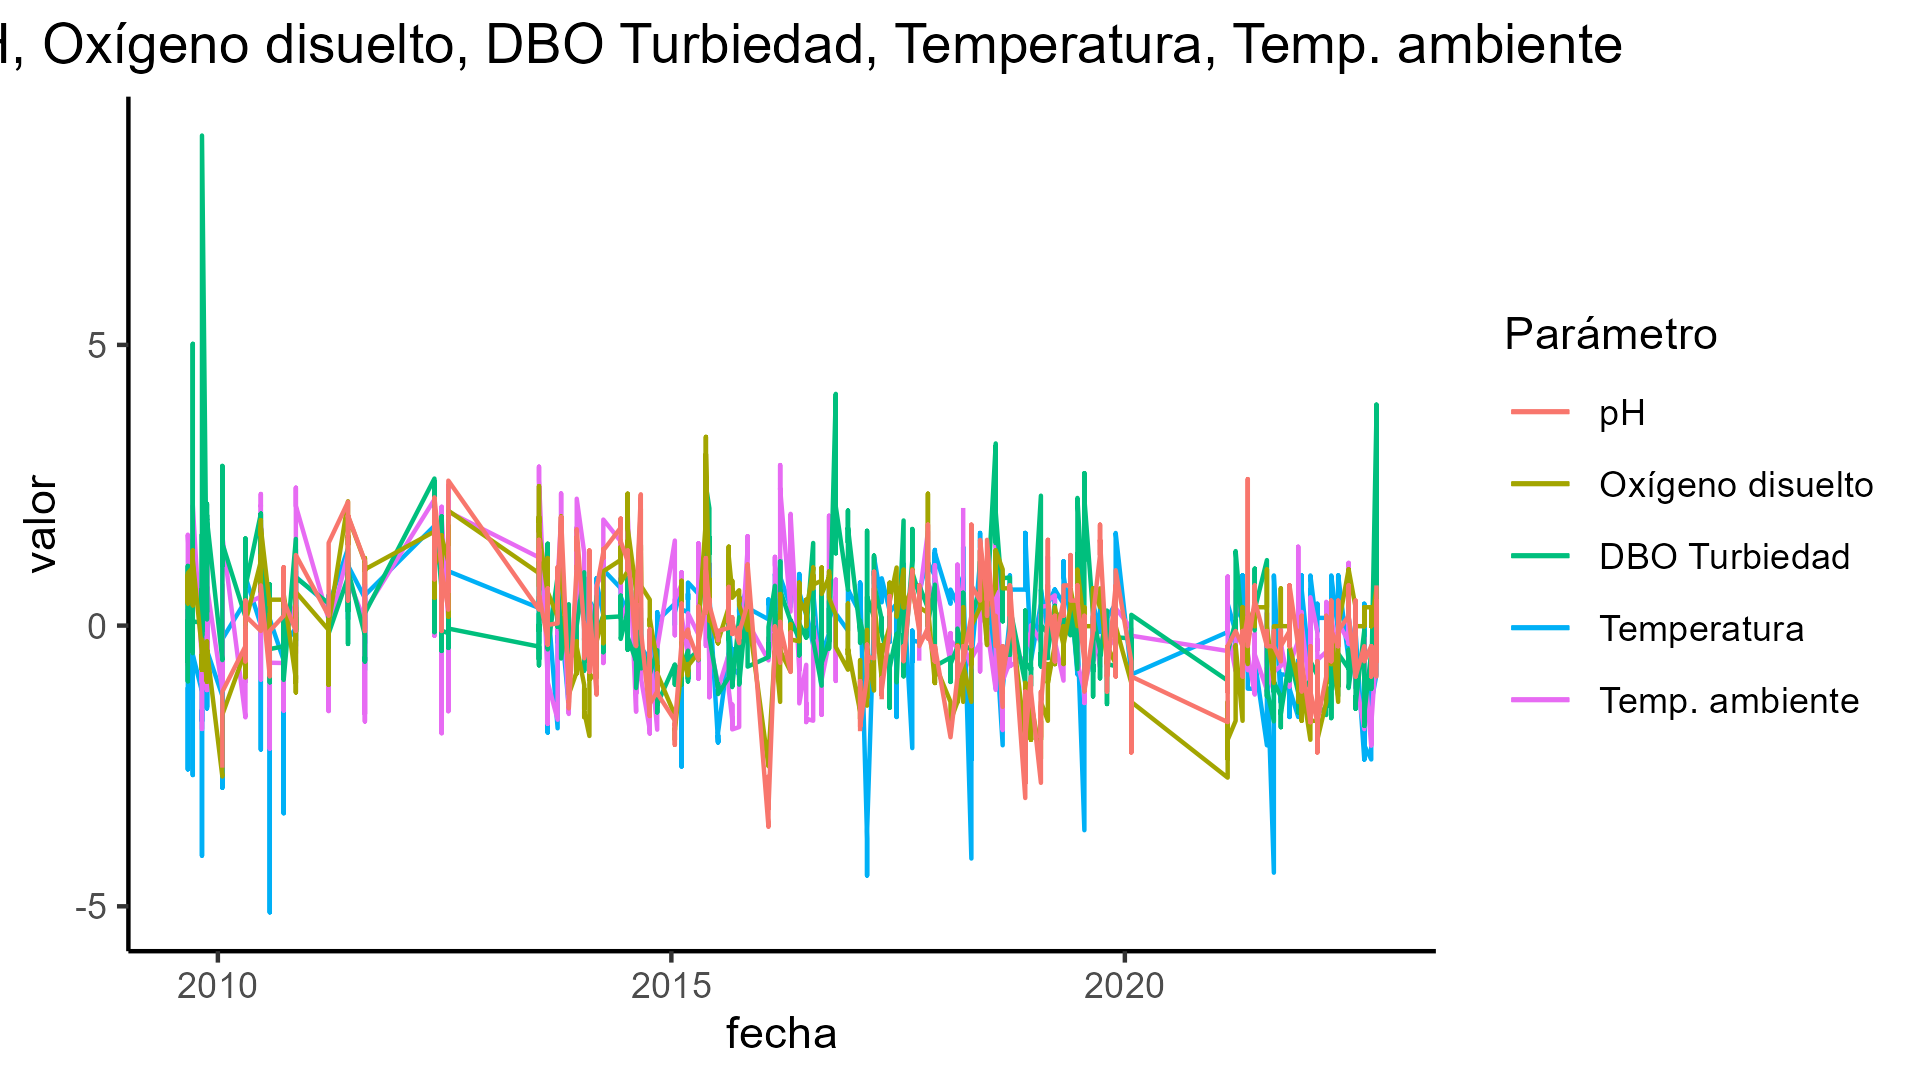 H, Oxígeno disuelto, DBO Turbiedad, Temperatura, Temp. ambiente
5
0
-5
valor
2010
2015
2020
fecha
Parámetro
pH
Oxígeno disuelto
DBO Turbiedad
Temperatura
Temp. ambiente